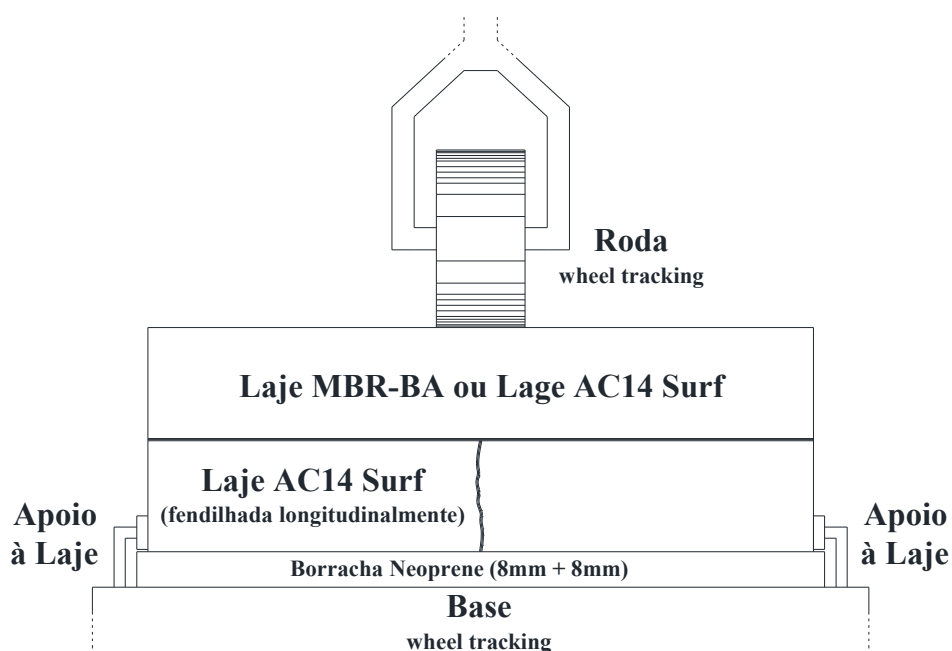 Roda
wheel tracking
Laje MBR-BA ou Lage AC14 Surf
Laje AC14 Surf
(fendilhada longitudinalmente)
Apoio
à Laje
Apoio
à Laje
Borracha Neoprene (8mm + 8mm)
Base
wheel tracking